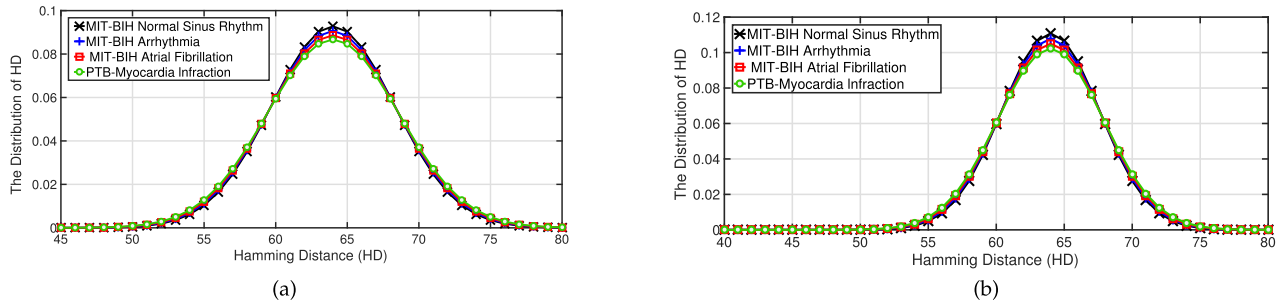 0.1
0.08
0.06
0.04
0.02
0
45
50
55
60
65
70
75
80
The Distribution of HD
Hamming Distance (HD)
MIT-BIH Normal Sinus Rhythm
MIT-BIH Arrhythmia
MIT-BIH Atrial Fibrillation
PTB-Myocardia Infraction
(a)
0.12
0.1
0.08
0.06
0.04
0.02
0
40
45
50
55
60
65
70
75
80
The Distribution of HD
Hamming Distance (HD)
MIT-BIH Normal Sinus Rhythm
MIT-BIH Arrhythmia
MIT-BIH Atrial Fibrillation
PTB-Myocardia Infraction
(b)